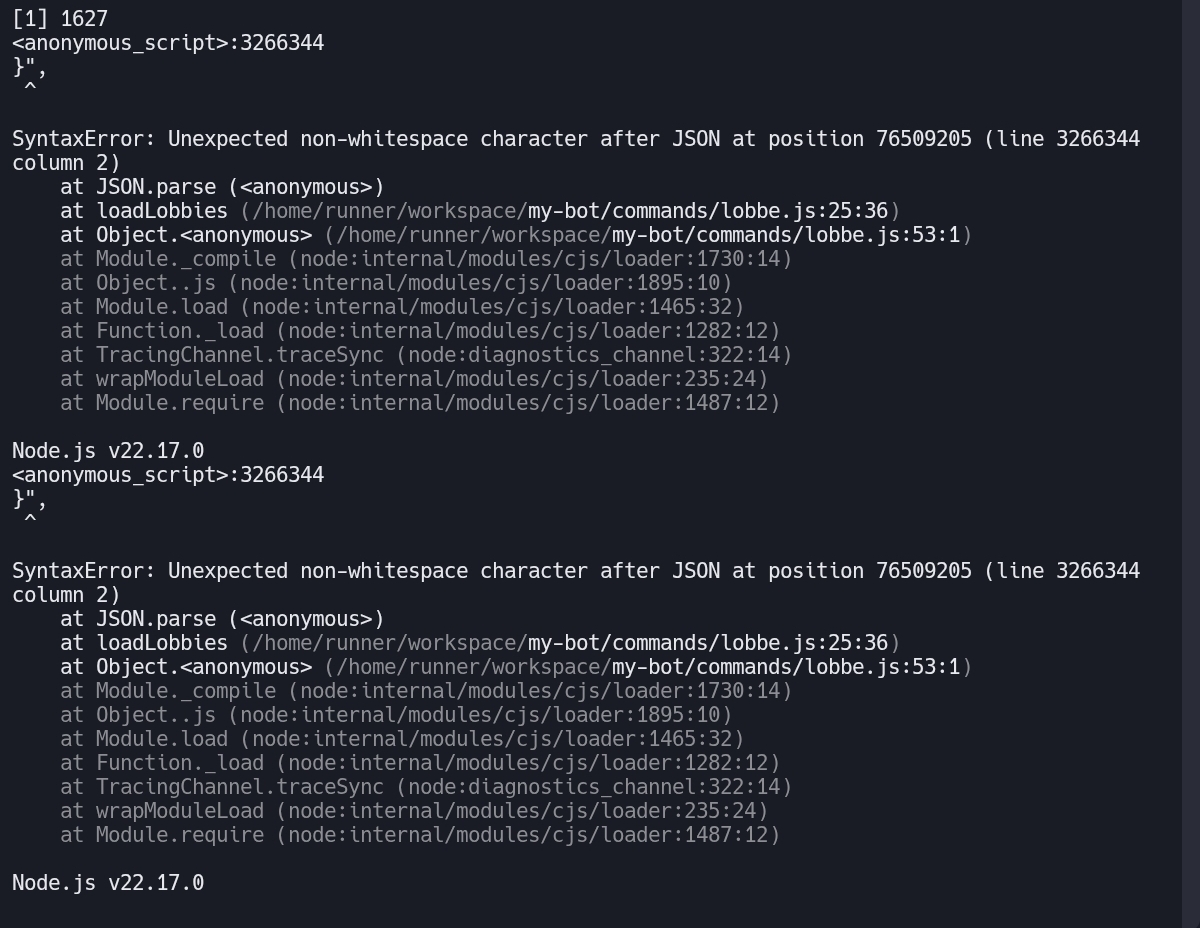 [1] 1627
<anonymous_script>:3266344
}",
 ^
SyntaxError: Unexpected non-whitespace character after JSON at position 76509205 (line 3266344
column 2)
    at JSON.parse (<anonymous>)
    at loadLobbies (/home/runner/workspace/my-bot/commands/lobbe.js:25:36)
    at Object.<anonymous> (/home/runner/workspace/my-bot/commands/lobbe.js:53:1)
    at Module._compile (node:internal/modules/cjs/loader:1730:14)
    at Object..js (node:internal/modules/cjs/loader:1895:10)
    at Module.load (node:internal/modules/cjs/loader:1465:32)
    at Function._load (node:internal/modules/cjs/loader:1282:12)
    at TracingChannel.traceSync (node:diagnostics_channel:322:14)
    at wrapModuleLoad (node:internal/modules/cjs/loader:235:24)
    at Module.require (node:internal/modules/cjs/loader:1487:12)
Node.js v22.17.0
<anonymous_script>:3266344
}",
 ^
SyntaxError: Unexpected non-whitespace character after JSON at position 76509205 (line 3266344
column 2)
    at JSON.parse (<anonymous>)
    at loadLobbies (/home/runner/workspace/my-bot/commands/lobbe.js:25:36)
    at Object.<anonymous> (/home/runner/workspace/my-bot/commands/lobbe.js:53:1)
    at Module._compile (node:internal/modules/cjs/loader:1730:14)
    at Object..js (node:internal/modules/cjs/loader:1895:10)
    at Module.load (node:internal/modules/cjs/loader:1465:32)
    at Function._load (node:internal/modules/cjs/loader:1282:12)
    at TracingChannel.traceSync (node:diagnostics_channel:322:14)
    at wrapModuleLoad (node:internal/modules/cjs/loader:235:24)
    at Module.require (node:internal/modules/cjs/loader:1487:12)
Node.js v22.17.0